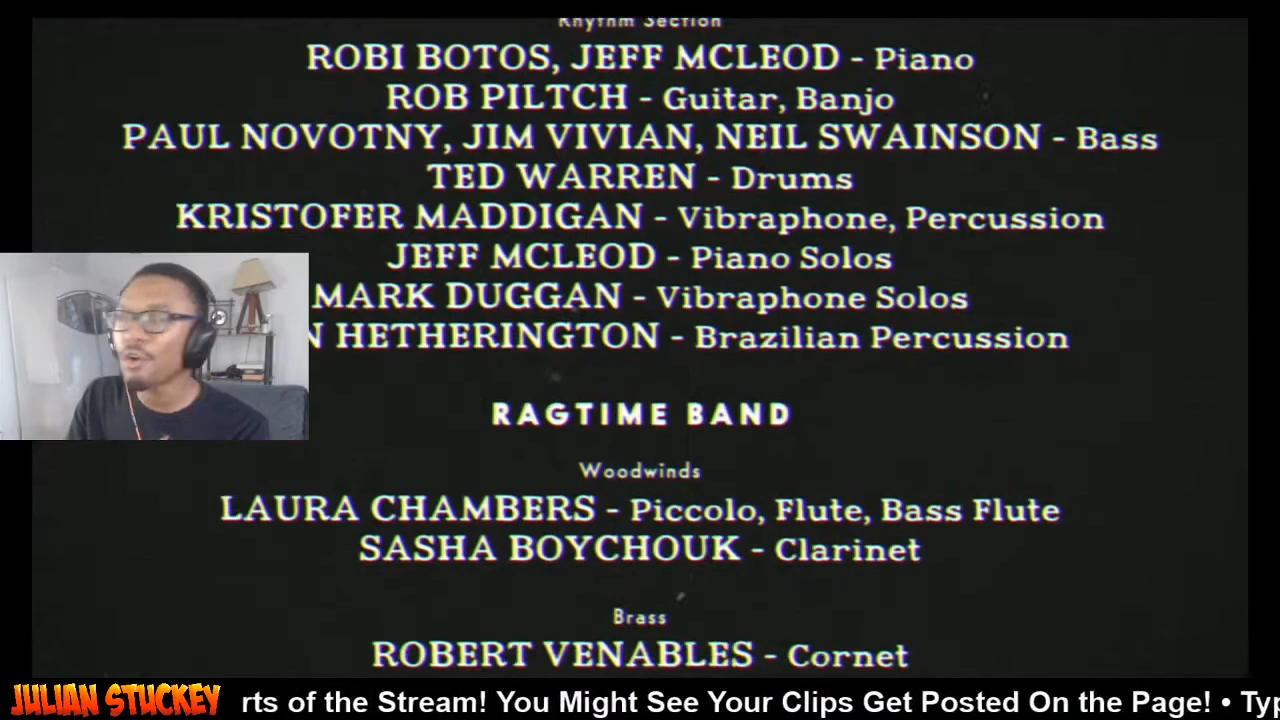 Rhythm Section
ROBI BOTOS, JEFF MCLEOD - Piano
ROB PILTCH - Guitar, Banjo
PAUL NOVOTNY, JIM VIVIAN, NEIL SWAINSON - Bass
TED WARREN - Drums
KRISTOFER MADDIGAN - Vibraphone, Percussion
JEFF MCLEOD - Piano Solos
MARK DUGGAN - Vibraphone Solos
HETHERINGTON - Brazilian Percussion
RAGTIME BAND
Woodwinds
LAURA CHAMBERS - Piccolo, Flute, Bass Flute
SASHA BOYCHOUK - Clarinet
Brass
ROBERT VENABLES - Cornet
JULIAN STUCKEY rts of the Stream! You Might See Your Clips Get Posted On the Page! • Typ